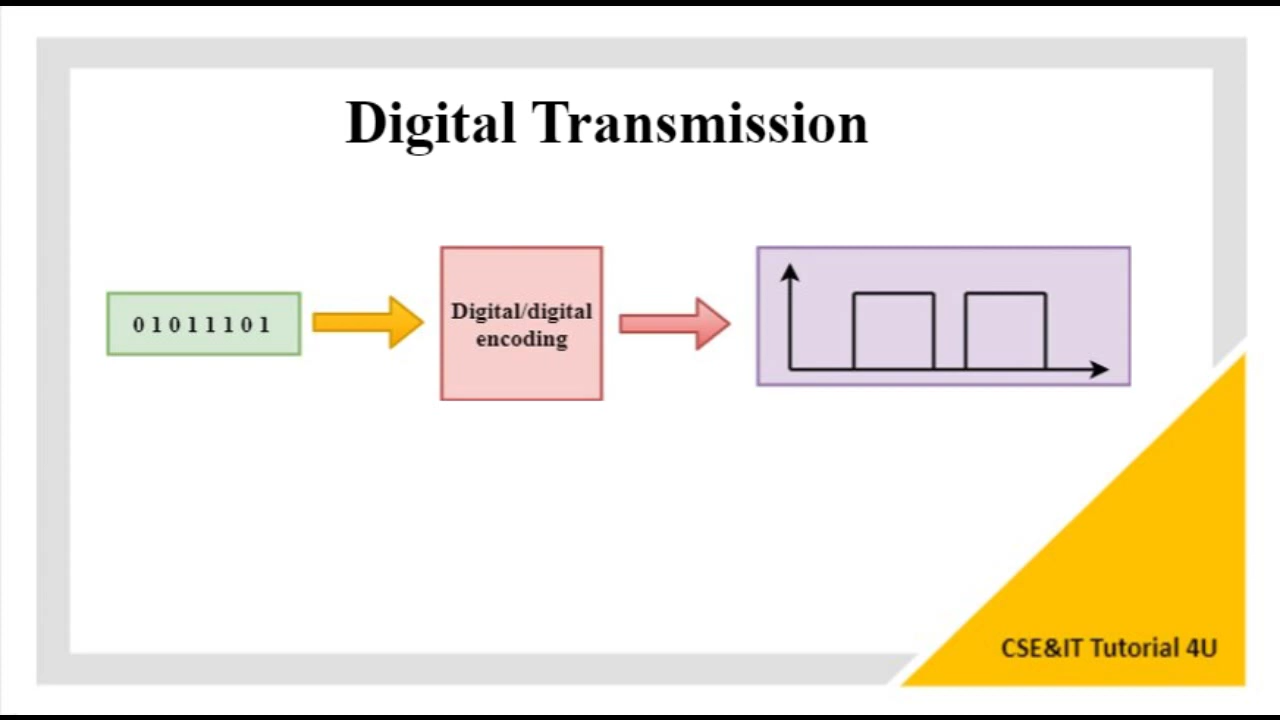 Digital Transmission
0 1 0 1 1 1 0 1
Digital/digital
encoding
CSE&IT Tutorial 4U